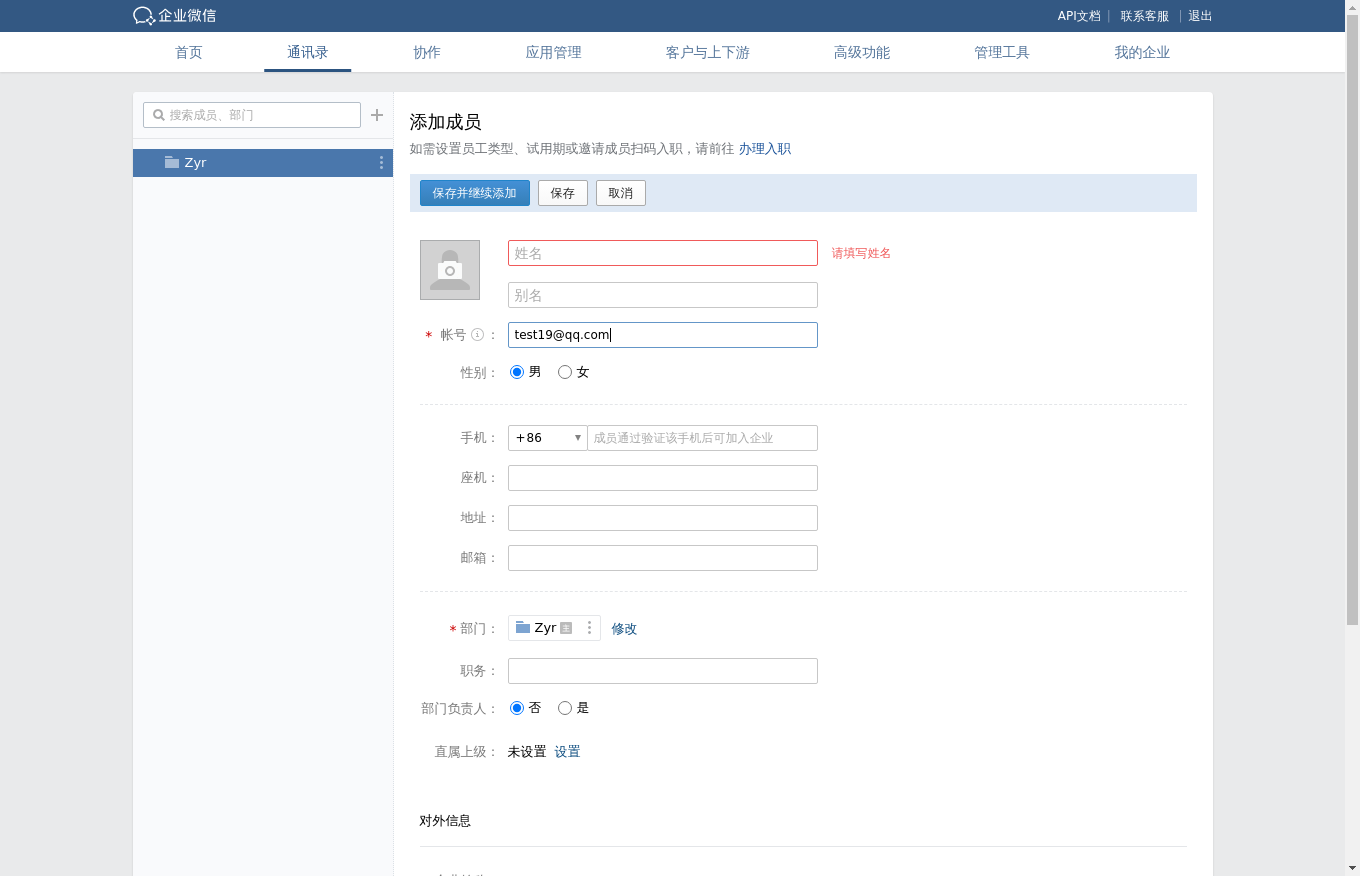 企业微信
API文档 | 联系客服 | 退出
首页 通讯录 协作 应用管理 客户与上下游 高级功能 管理工具 我的企业
搜索成员、部门
Zyr
添加成员
如需设置员工类型、试用期或邀请成员扫码入职，请前往 办理入职
保存并继续添加 保存 取消
姓名 请填写姓名
别名
* 帐号 ： test19@qq.com
性别： 男 女
手机： +86 成员通过验证该手机后可加入企业
座机：
地址：
邮箱：
* 部门： Zyr 主 修改
职务：
部门负责人： 否 是
直属上级： 未设置 设置
对外信息